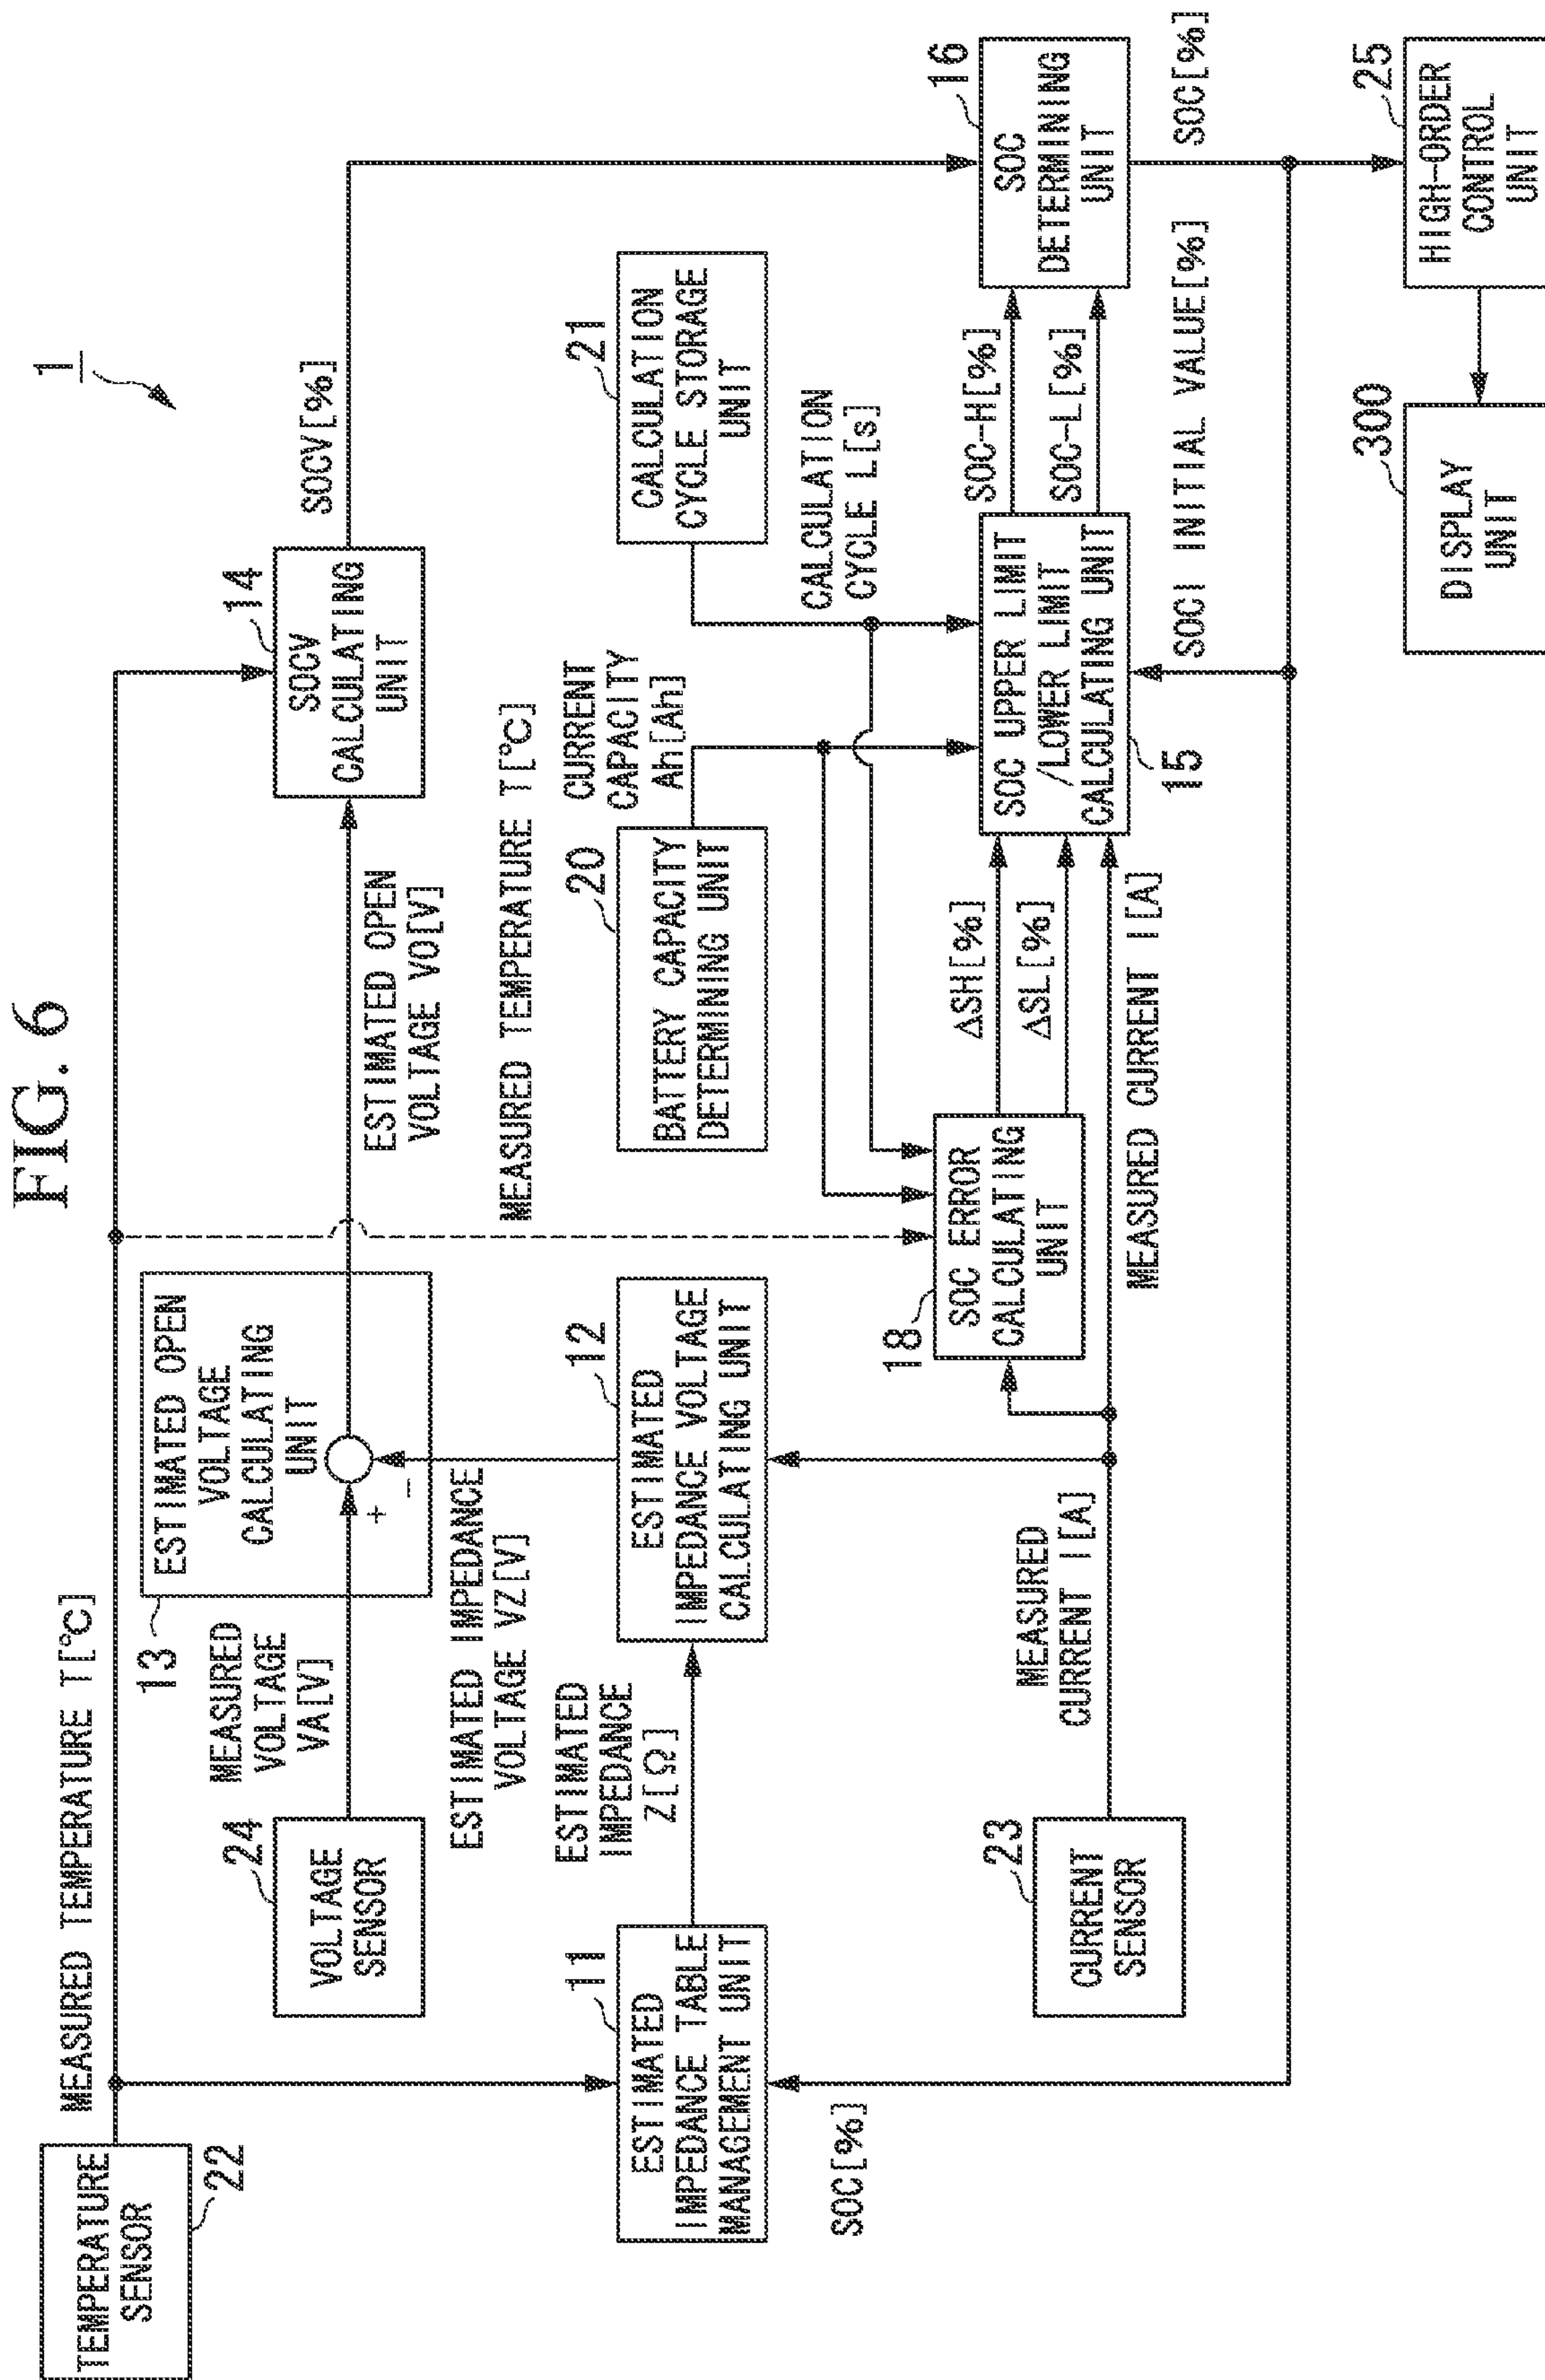 FIG. 6
1
TEMPERATURE
SENSOR
22
MEASURED TEMPERATURE T[°C]
13
ESTIMATED OPEN
VOLTAGE
CALCULATING
UNIT
MEASURED
VOLTAGE
VA[V]
24
VOLTAGE
SENSOR
+
-
ESTIMATED OPEN
VOLTAGE VO[V]
14
SOCV
CALCULATING
UNIT
SOCV[%]
ESTIMATED IMPEDANCE
VOLTAGE VZ[V]
MEASURED TEMPERATURE T[°C]
11
ESTIMATED
IMPEDANCE TABLE
MANAGEMENT UNIT
ESTIMATED
IMPEDANCE
Z[Ω]
12
ESTIMATED
IMPEDANCE VOLTAGE
CALCULATING UNIT
20
BATTERY CAPACITY
DETERMINING UNIT
CURRENT
CAPACITY
Ah[Ah]
21
CALCULATION
CYCLE STORAGE
UNIT
CALCULATION
CYCLE L[s]
SOC[%]
18
SOC ERROR
CALCULATING
UNIT
ΔSH[%]
ΔSL[%]
SOC UPPER LIMIT
/LOWER LIMIT
CALCULATING UNIT
15
SOC-H[%]
SOC-L[%]
16
SOC
DETERMINING
UNIT
23
CURRENT
SENSOR
MEASURED
CURRENT I[A]
MEASURED CURRENT I[A]
SOCI INITIAL VALUE[%]
SOC[%]
300
DISPLAY
UNIT
25
HIGH-ORDER
CONTROL
UNIT